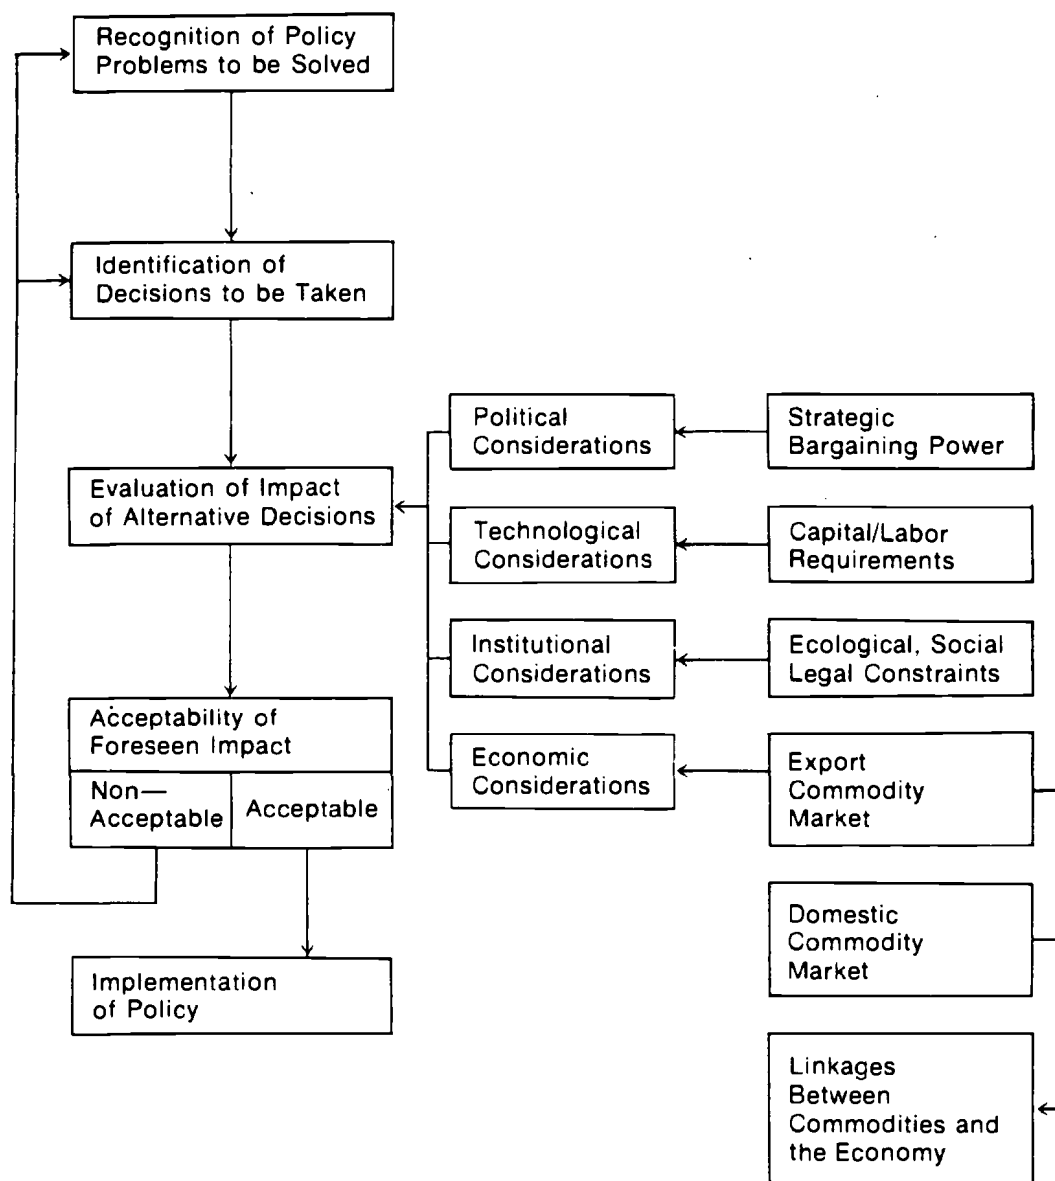 Recognition of Policy
Problems to be Solved
Identification of
Decisions to be Taken
Evaluation of Impact
of Alternative Decisions
Acceptability of
Foreseen Impact
Non—
Acceptable
Acceptable
Implementation
of Policy
Political
Considerations
Technological
Considerations
Institutional
Considerations
Economic
Considerations
Strategic
Bargaining Power
Capital/Labor
Requirements
Ecological, Social
Legal Constraints
Export
Commodity
Market
Domestic
Commodity
Market
Linkages
Between
Commodities and
the Economy